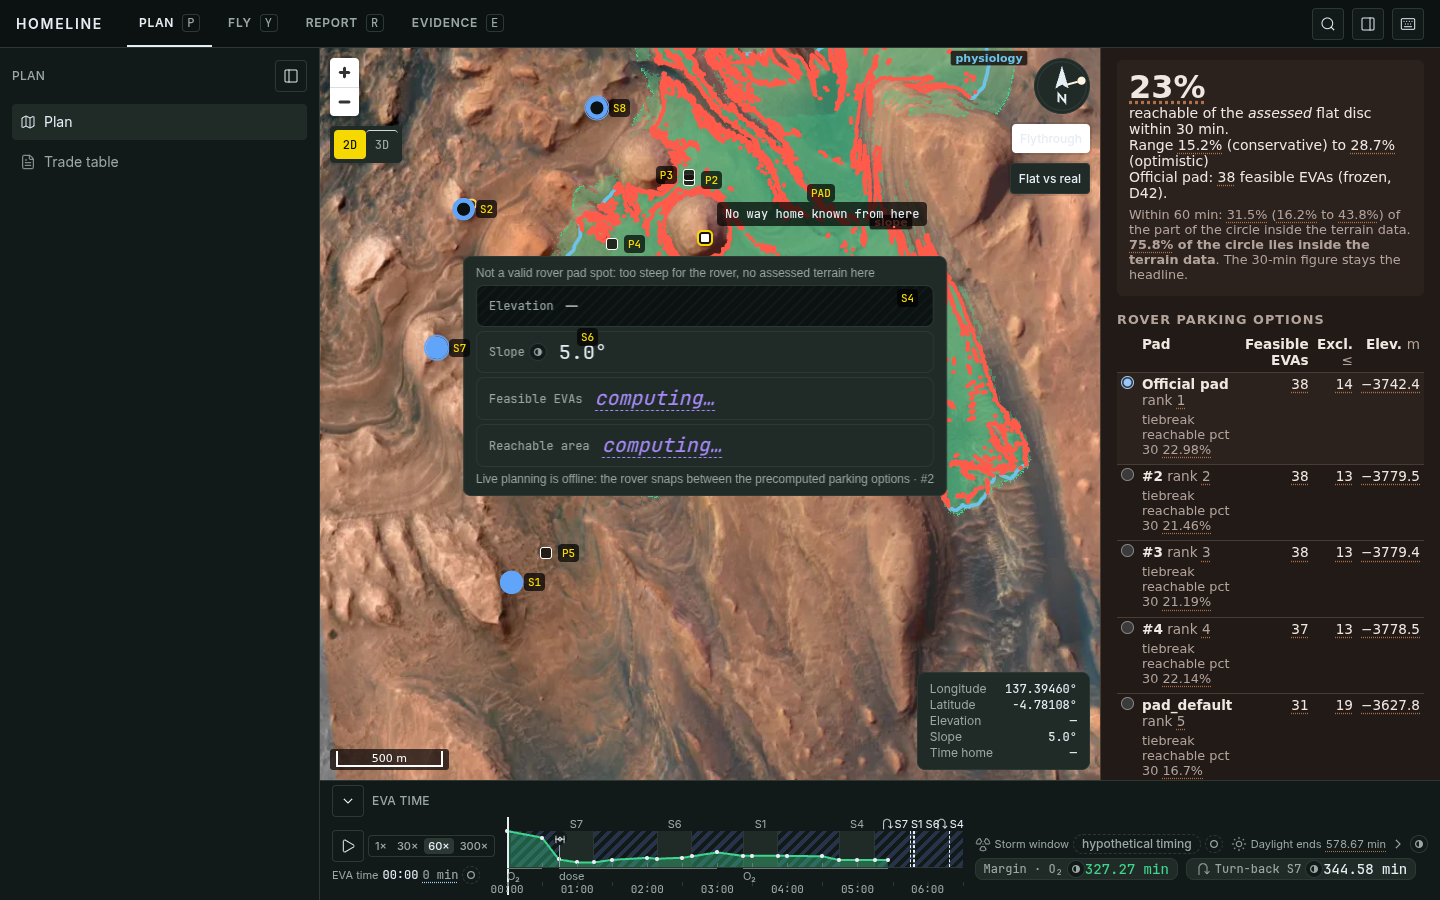 HOMELINE
PLAN P
FLY Y
REPORT R
EVIDENCE E
PLAN
Plan
Trade table
+
−
2D 3D
S8
physiology
N
Flythrough
Flat vs real
P3
P2
PAD
S2
No way home known from here
slope
P4
Not a valid rover pad spot: too steep for the rover, no assessed terrain here
Elevation —
S4
S6
Slope 5.0°
S7
Feasible EVAs computing…
Reachable area computing…
Live planning is offline: the rover snaps between the precomputed parking options · #2
P5
S1
Longitude 137.39460°
Latitude -4.78108°
Elevation —
Slope 5.0°
Time home —
500 m
23%
reachable of the assessed flat disc
within 30 min.
Range 15.2% (conservative) to 28.7%
(optimistic)
Official pad: 38 feasible EVAs (frozen,
D42).
Within 60 min: 31.5% (16.2% to 43.8%) of
the part of the circle inside the terrain data.
75.8% of the circle lies inside the
terrain data. The 30-min figure stays the
headline.
ROVER PARKING OPTIONS
Pad Feasible EVAs Excl. ≤ Elev. m
Official pad 38 14 −3742.4
rank 1
tiebreak
reachable pct
30 22.98%
#2 rank 2 38 13 −3779.5
tiebreak
reachable pct
30 21.46%
#3 rank 3 38 13 −3779.4
tiebreak
reachable pct
30 21.19%
#4 rank 4 37 13 −3778.5
tiebreak
reachable pct
30 22.14%
pad_default 31 19 −3627.8
rank 5
tiebreak
reachable pct
30 16.7%
EVA TIME
1× 30× 60× 300×
EVA time 00:00 0 min
S7 S6 S1 S4 S7 S1 S6 S4
O₂ dose O₂
00:00 01:00 02:00 03:00 04:00 05:00 06:00
Storm window hypothetical timing
Daylight ends 578.67 min
Margin · O₂ 327.27 min
Turn-back S7 344.58 min